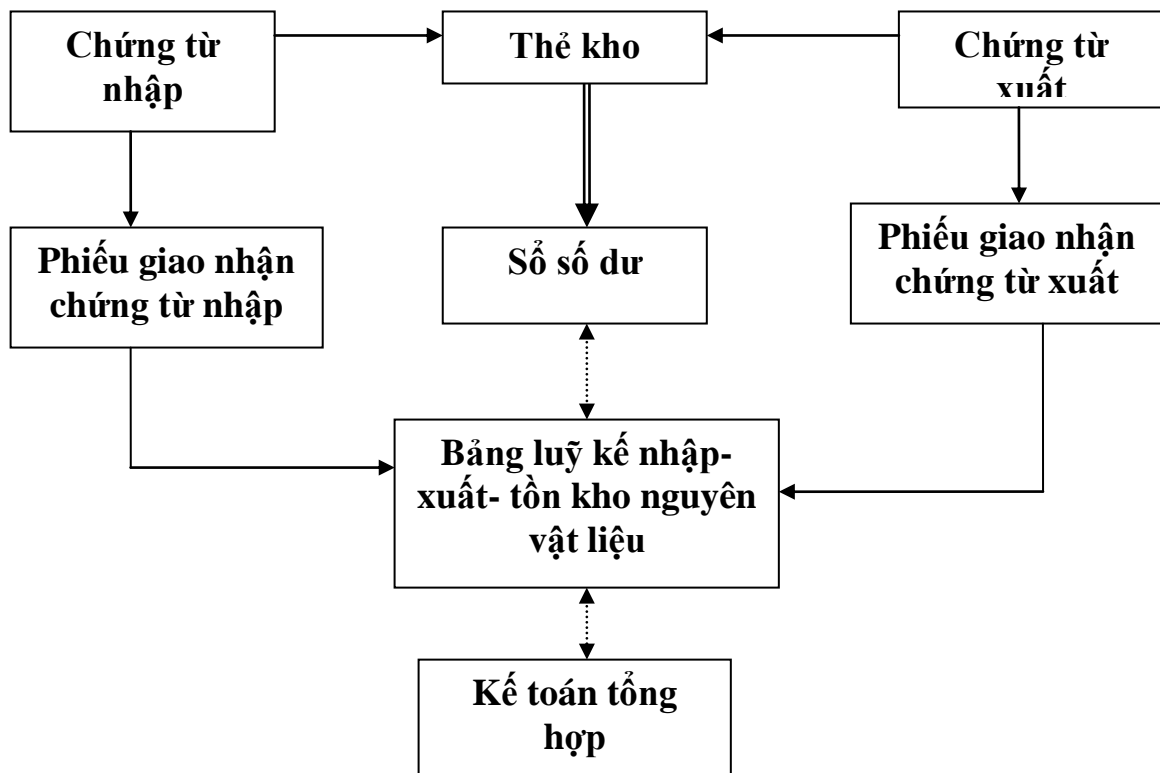 Chứng từ
nhập
Thẻ kho
Chứng từ
xuất
Phiếu giao nhận
chứng từ nhập
Sổ số dư
Phiếu giao nhận
chứng từ xuất
Bảng luỹ kế nhập-
xuất- tồn kho nguyên
vật liệu
Kế toán tổng
hợp